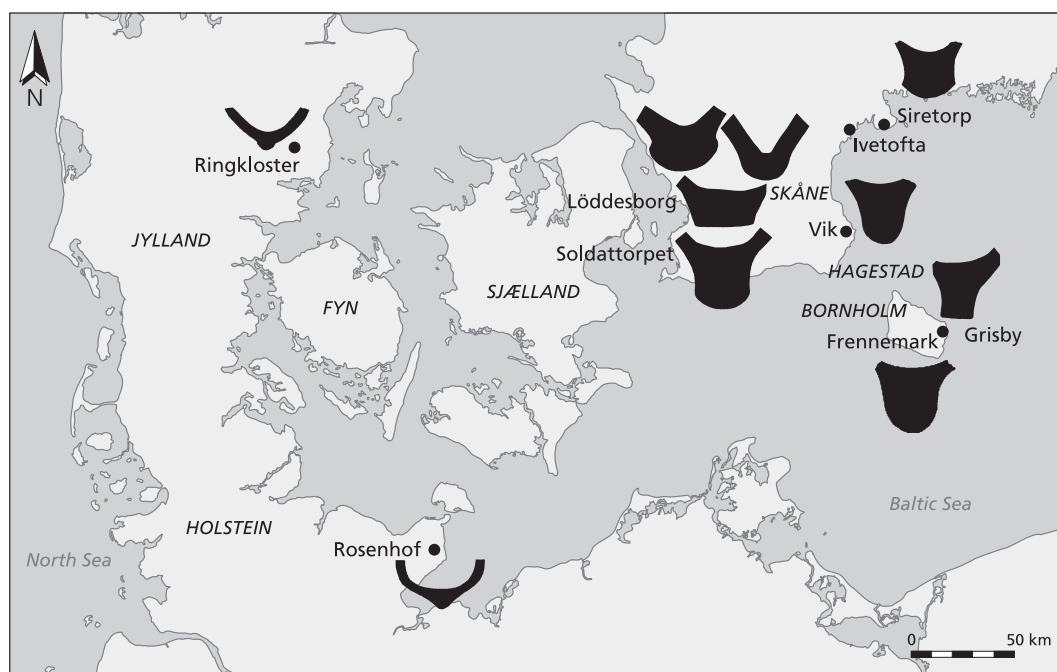 N
Siretorp
Ivetofta
Ringkloster
SKÅNE
Löddesborg
Vik
JYLLAND
Soldattorpet
HAGESTAD
SJÆLLAND
FYN
BORNHOLM
Frennemark
Grisby
Baltic Sea
HOLSTEIN
Rosenhof
North Sea
0 50 km